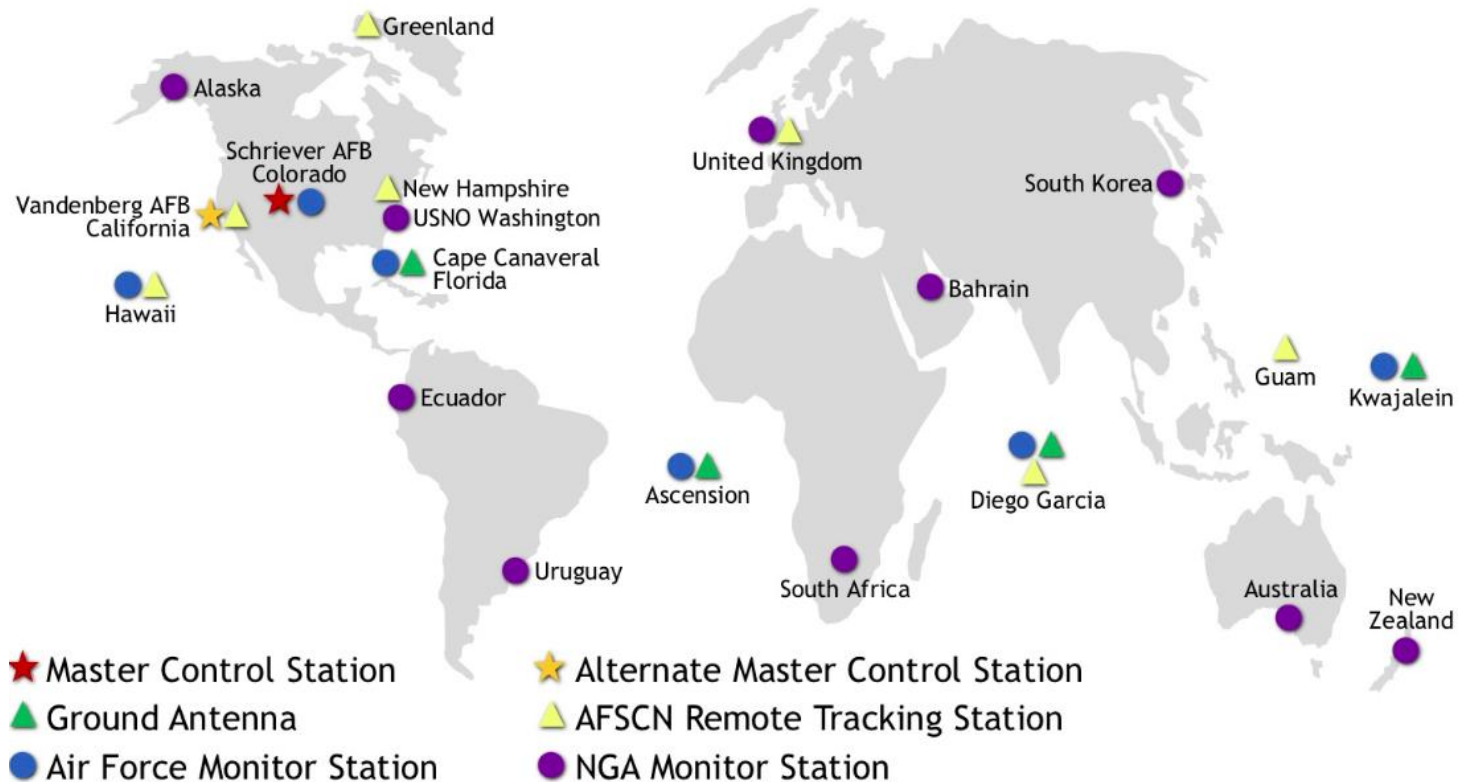 Greenland
Alaska
Schriever AFB
Colorado
Vandenberg AFB
California
New Hampshire
USNO Washington
Cape Canaveral
Florida
Hawaii
United Kingdom
South Korea
Bahrain
Guam
Kwajalein
Ecuador
Ascension
Diego Garcia
Uruguay
South Africa
Australia
New
Zealand
Master Control Station
Alternate Master Control Station
Ground Antenna
AFSCN Remote Tracking Station
Air Force Monitor Station
NGA Monitor Station